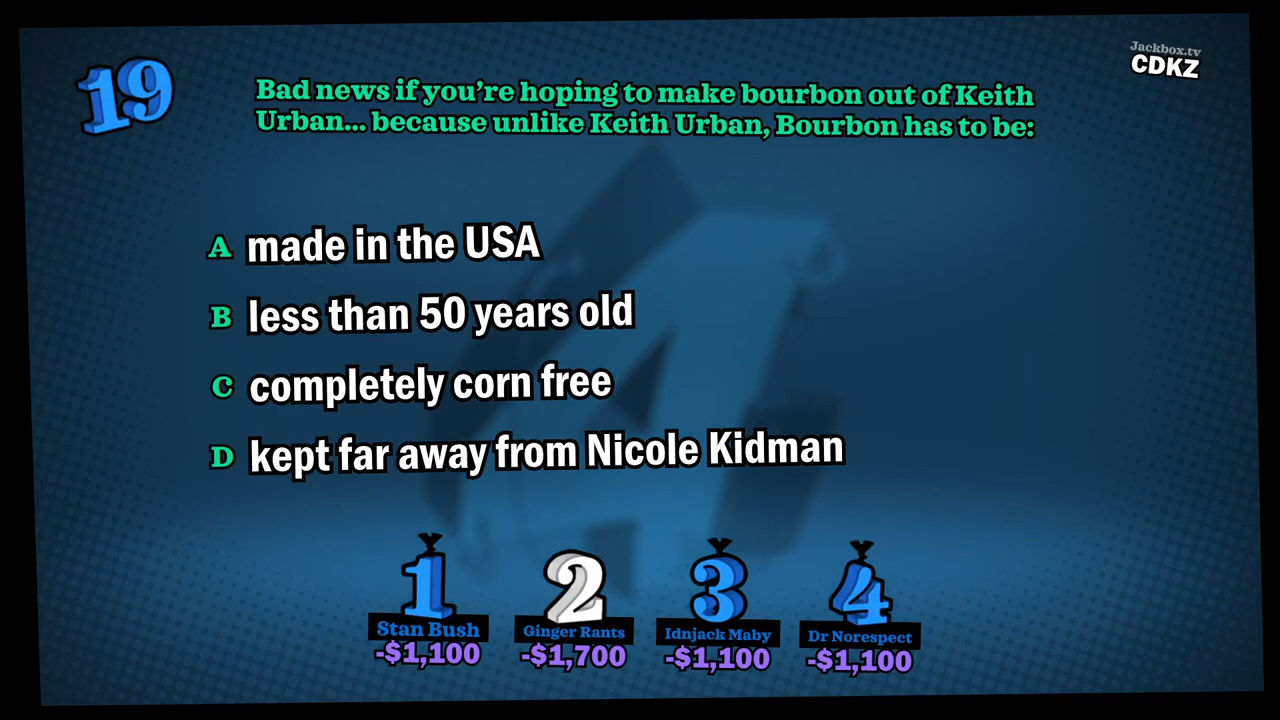 19
Jackbox.tv
CDKZ
Bad news if you're hoping to make bourbon out of Keith
Urban... because unlike Keith Urban, Bourbon has to be:
A made in the USA
B less than 50 years old
C completely corn free
D kept far away from Nicole Kidman
1 2 3 4
Stan Bush Ginger Rants Idnjack Maby Dr Norespect
-$1,100 -$1,700 -$1,100 -$1,100